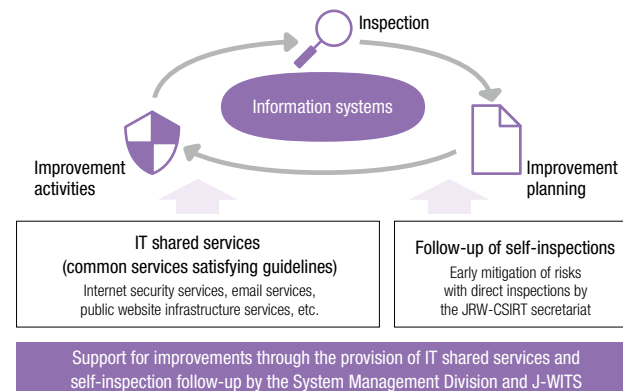 Inspection
Information systems
Improvement
activities
Improvement
planning
IT shared services
(common services satisfying guidelines)
Internet security services, email services,
public website infrastructure services, etc.
Follow-up of self-inspections
Early mitigation of risks
with direct inspections by
the JRW-CSIRT secretariat
Support for improvements through the provision of IT shared services and
self-inspection follow-up by the System Management Division and J-WITS